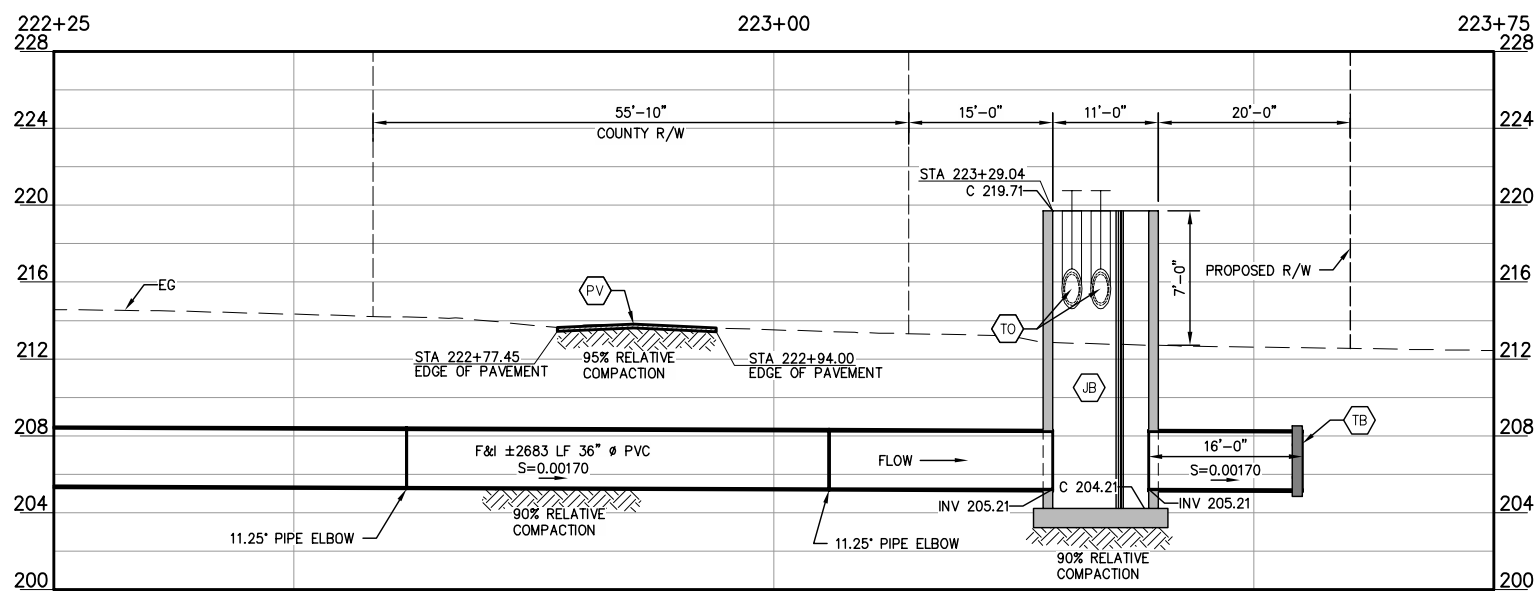 222+25
223+00
223+75
228
228
224
224
220
220
216
216
212
212
208
208
204
204
200
200
55'-10"
COUNTY R/W
15'-0"
11'-0"
20'-0"
STA 223+29.04
C 219.71
7'-0"
PROPOSED R/W
EG
PV
TO
STA 222+77.45
EDGE OF PAVEMENT
95% RELATIVE
COMPACTION
STA 222+94.00
EDGE OF PAVEMENT
JB
TB
F&I ±2683 LF 36" ø PVC
S=0.00170
FLOW
16'-0"
S=0.00170
C 204.21
INV 205.21
INV 205.21
90% RELATIVE
COMPACTION
11.25° PIPE ELBOW
11.25° PIPE ELBOW
90% RELATIVE
COMPACTION